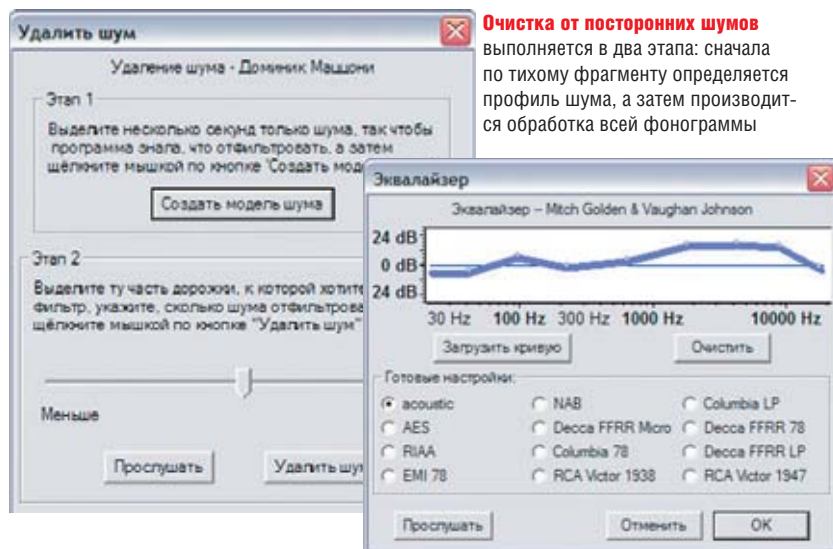 Удалить шум
Удаление шума - Доминик Маццони
Этап 1
Выделите несколько секунд только шума, так чтобы
программа знала, что отфильтровать, а затем
щёлкните мышкой по кнопке 'Создать мод
Создать модель шума
Этап 2
Выделите ту часть дорожки, к которой хотите
фильтр, укажите, сколько шума отфильтрова
щёлкните мышкой по кнопке "Удалить шум"
Меньше
Прослушать
Удалить шу
Очистка от посторонних шумов
выполняется в два этапа: сначала
по тихому фрагменту определяется
профиль шума, а затем производит-
ся обработка всей фонограммы
Эквалайзер
Эквалайзер – Mitch Golden & Vaughan Johnson
24 dB
0 dB
24 dB
30 Hz 100 Hz 300 Hz 1000 Hz 10000 Hz
Загрузить кривую Очистить
Готовые настройки:
acoustic NAB Columbia LP
AES Decca FFRR Micro Decca FFRR 78
RIAA Columbia 78 Decca FFRR LP
EMI 78 RCA Victor 1938 RCA Victor 1947
Прослушать Отменить OK